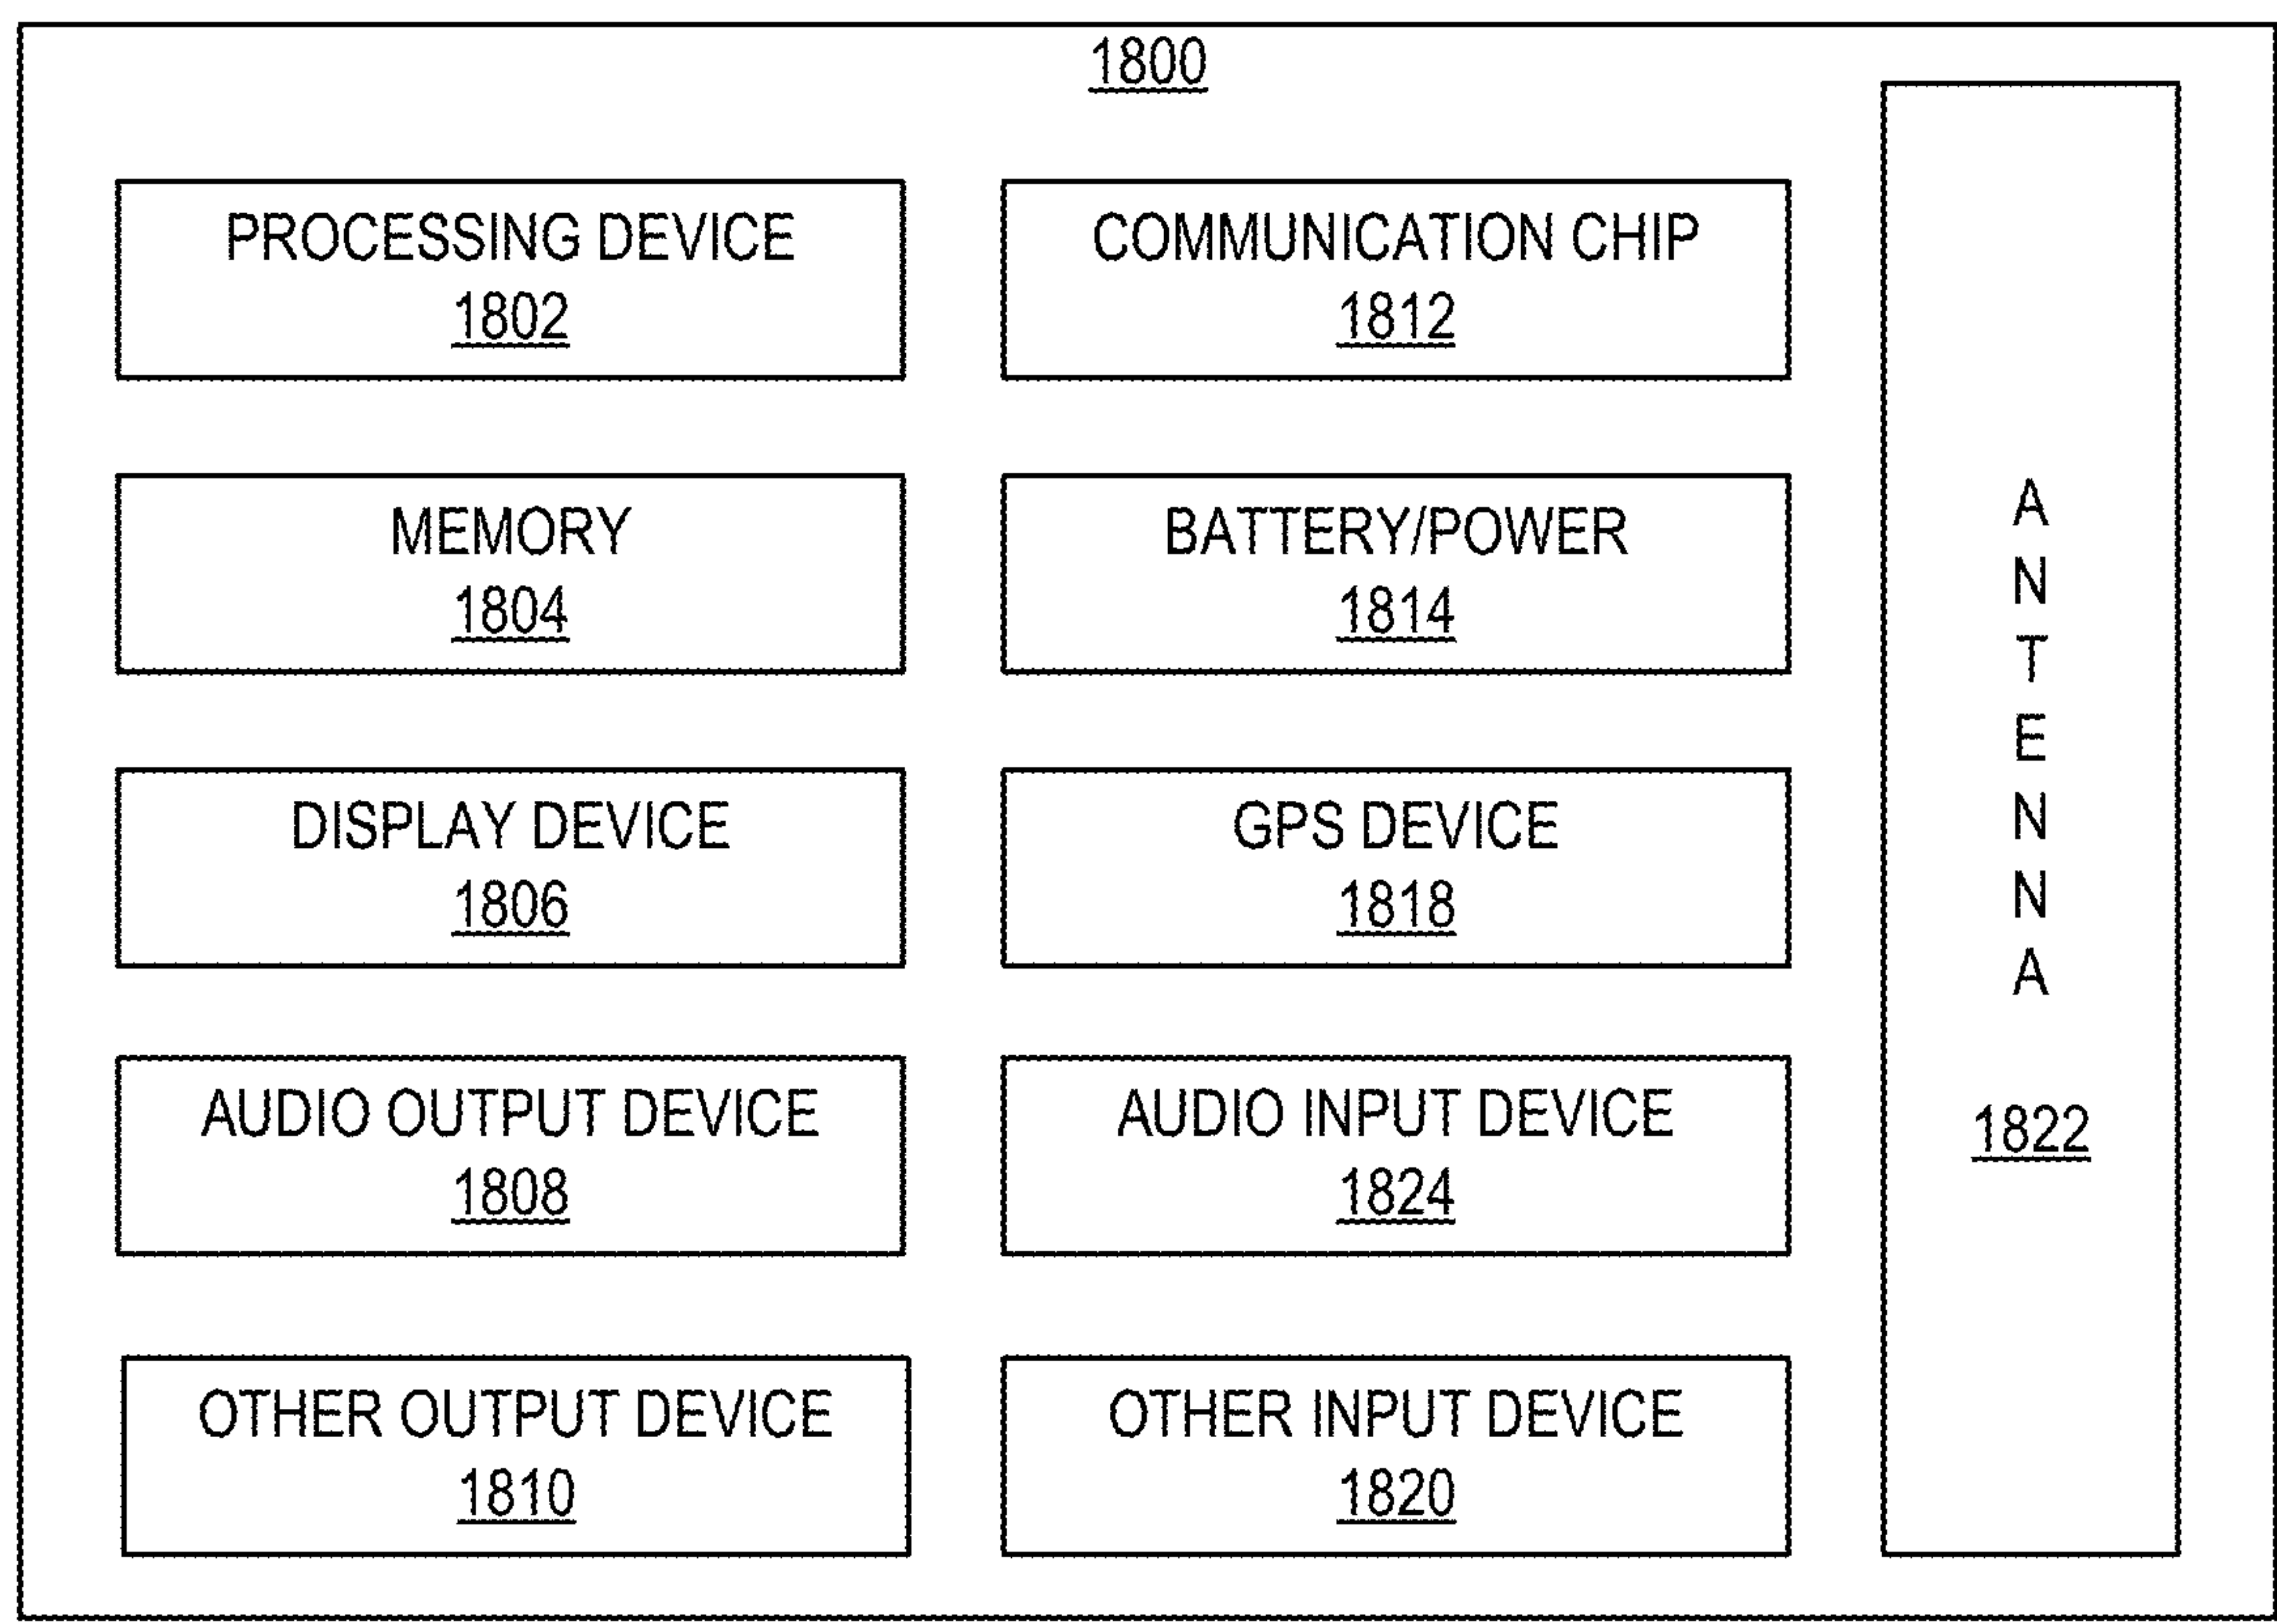 1800
PROCESSING DEVICE
1802
COMMUNICATION CHIP
1812
MEMORY
1804
BATTERY/POWER
1814
DISPLAY DEVICE
1806
GPS DEVICE
1818
AUDIO OUTPUT DEVICE
1808
AUDIO INPUT DEVICE
1824
OTHER OUTPUT DEVICE
1810
OTHER INPUT DEVICE
1820
ANTENNA
1822